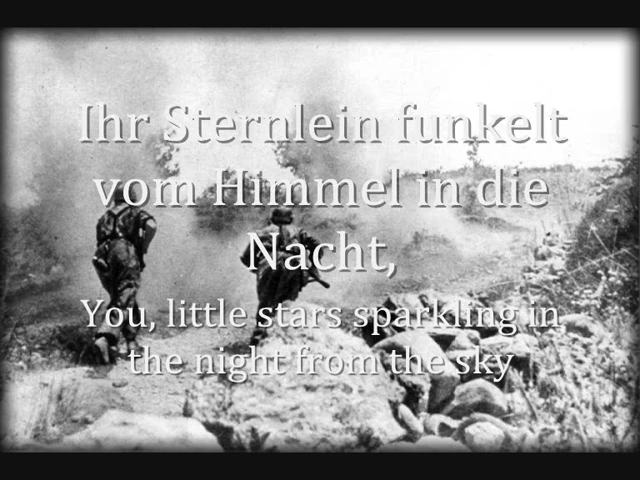 Ihr Sternlein funkelt
vom Himmel in die
Nacht,
You, little stars sparkling in
the night from the sky